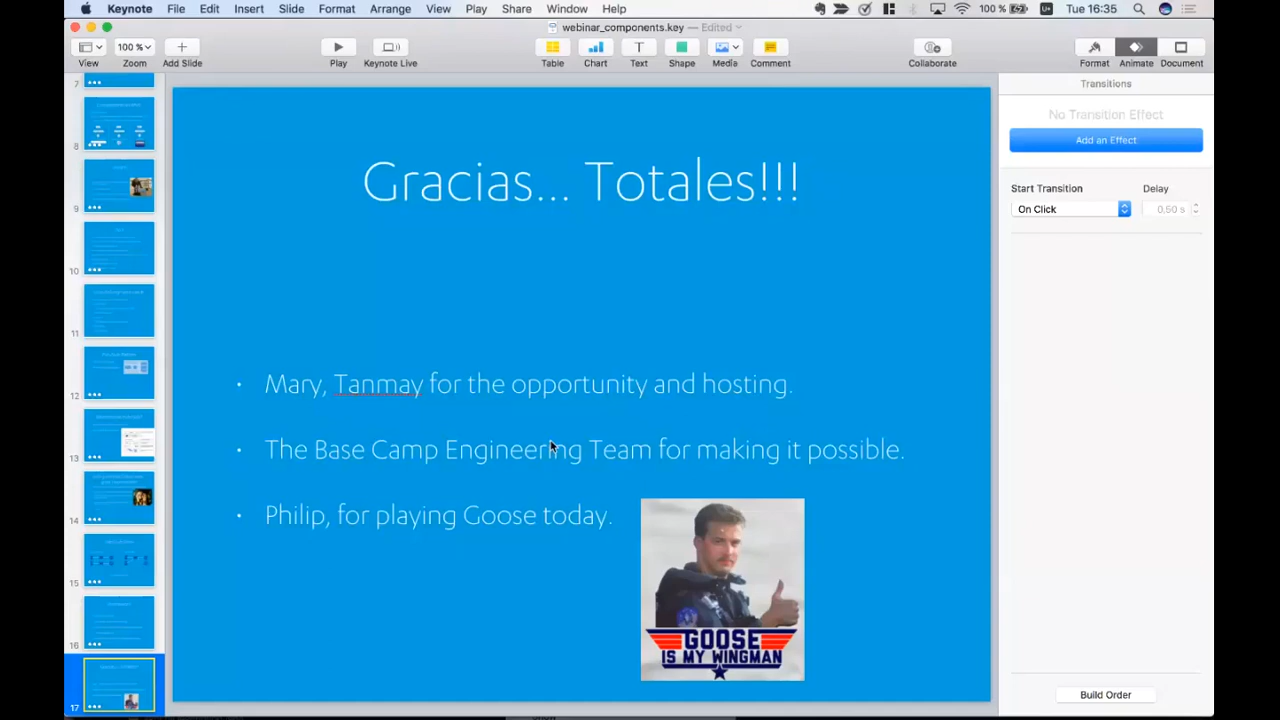 Keynote File Edit Insert Slide Format Arrange View Play Share Window Help 100 % Tue 16:35
webinar_components.key — Edited
100 %
View Zoom Add Slide Play Keynote Live Table Chart Text Shape Media Comment Collaborate Format Animate Document
Transitions
No Transition Effect
Add an Effect
Start Transition Delay
On Click 0,50 s
Build Order
7
8
9
10
11
12
13
14
15
16
17
Gracias... Totales!!!
• Mary, Tanmay for the opportunity and hosting.
• The Base Camp Engineering Team for making it possible.
• Philip, for playing Goose today.
GOOSE
IS MY WINGMAN